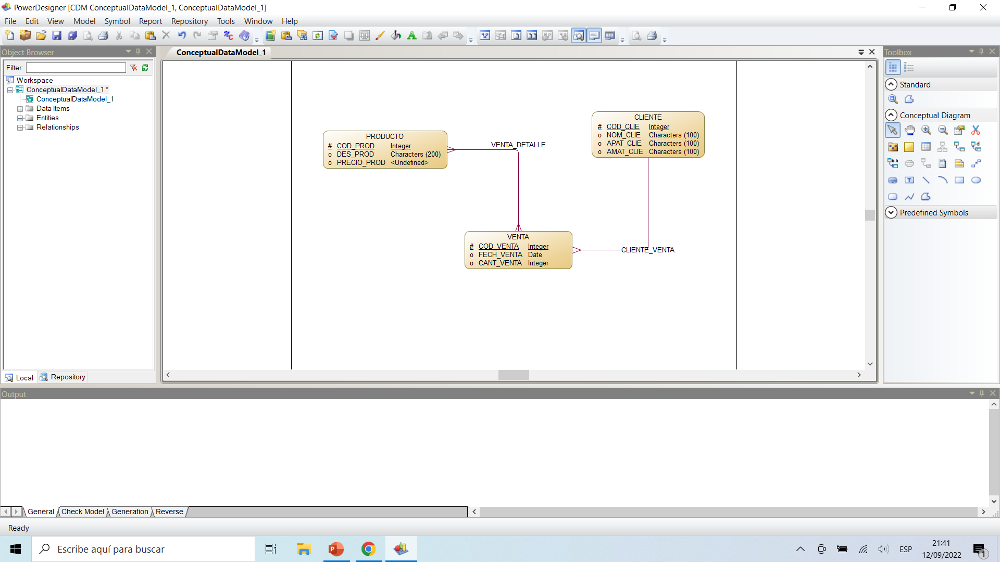 PowerDesigner [CDM ConceptualDataModel_1, ConceptualDataModel_1]
File Edit View Model Symbol Report Repository Tools Window Help
Object Browser
Filter:
Workspace
ConceptualDataModel_1 *
ConceptualDataModel_1
Data Items
Entities
Relationships
Local Repository
ConceptualDataModel_1
PRODUCTO
# COD_PROD Integer
o DES_PROD Characters (200)
o PRECIO_PROD <Undefined>
VENTA_DETALLE
CLIENTE
# COD_CLIE Integer
o NOM_CLIE Characters (100)
o APAT_CLIE Characters (100)
o AMAT_CLIE Characters (100)
VENTA
# COD_VENTA Integer
o FECH_VENTA Date
o CANT_VENTA Integer
CLIENTE_VENTA
Toolbox
Standard
Conceptual Diagram
Predefined Symbols
Output
General Check Model Generation Reverse
Ready
Escribe aquí para buscar
ESP
21:41
12/09/2022
1